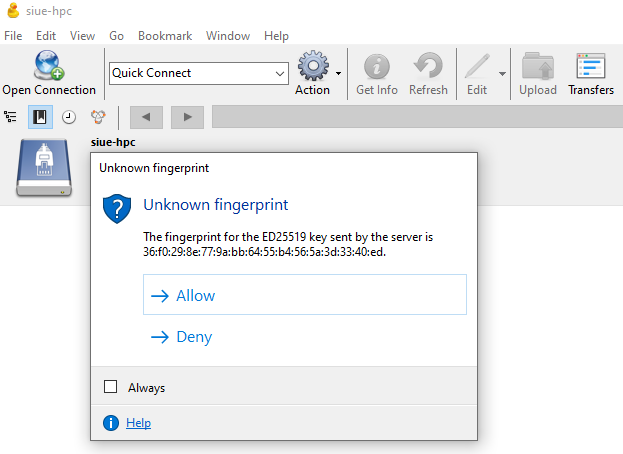 siue-hpc
File Edit View Go Bookmark Window Help
Open Connection
Quick Connect
Action
Get Info
Refresh
Edit
Upload
Transfers
siue-hpc
Unknown fingerprint
Unknown fingerprint
The fingerprint for the ED25519 key sent by the server is
36:f0:29:8e:77:9a:bb:64:55:b4:56:5a:3d:33:40:ed.
Allow
Deny
Always
Help